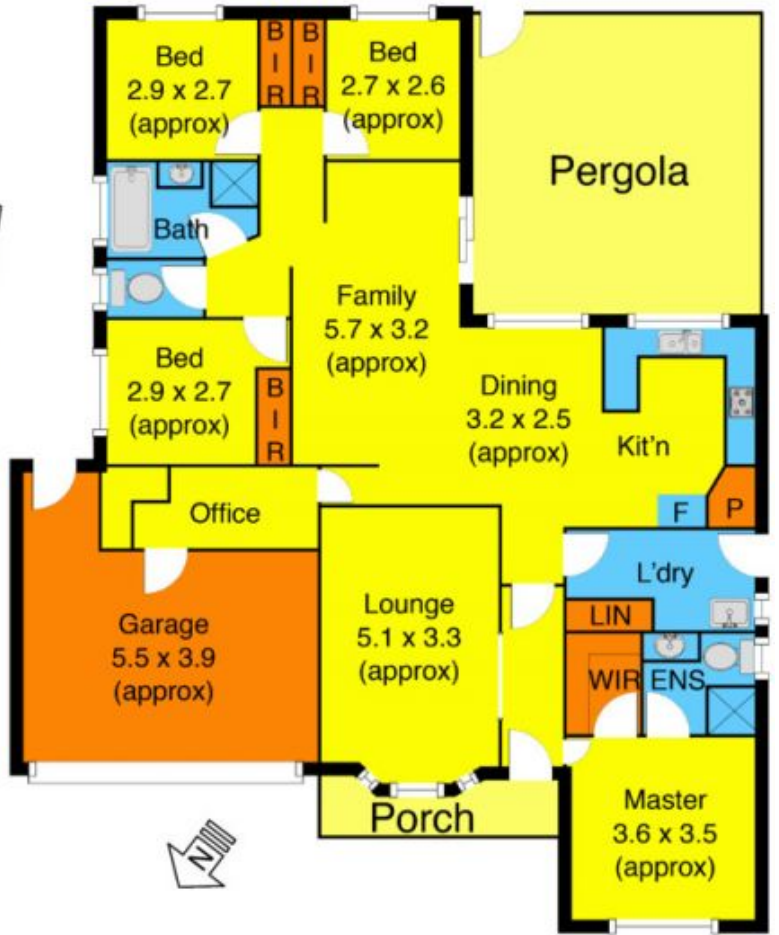 Bed
2.9 x 2.7
(approx)
B
I
R
B
I
R
Bed
2.7 x 2.6
(approx)
Pergola
Bath
Family
5.7 x 3.2
(approx)
Bed
2.9 x 2.7
(approx)
B
I
R
Dining
3.2 x 2.5
(approx)
Kit'n
F
P
Office
L'dry
LIN
Garage
5.5 x 3.9
(approx)
Lounge
5.1 x 3.3
(approx)
WIR
ENS
Master
3.6 x 3.5
(approx)
Porch
N